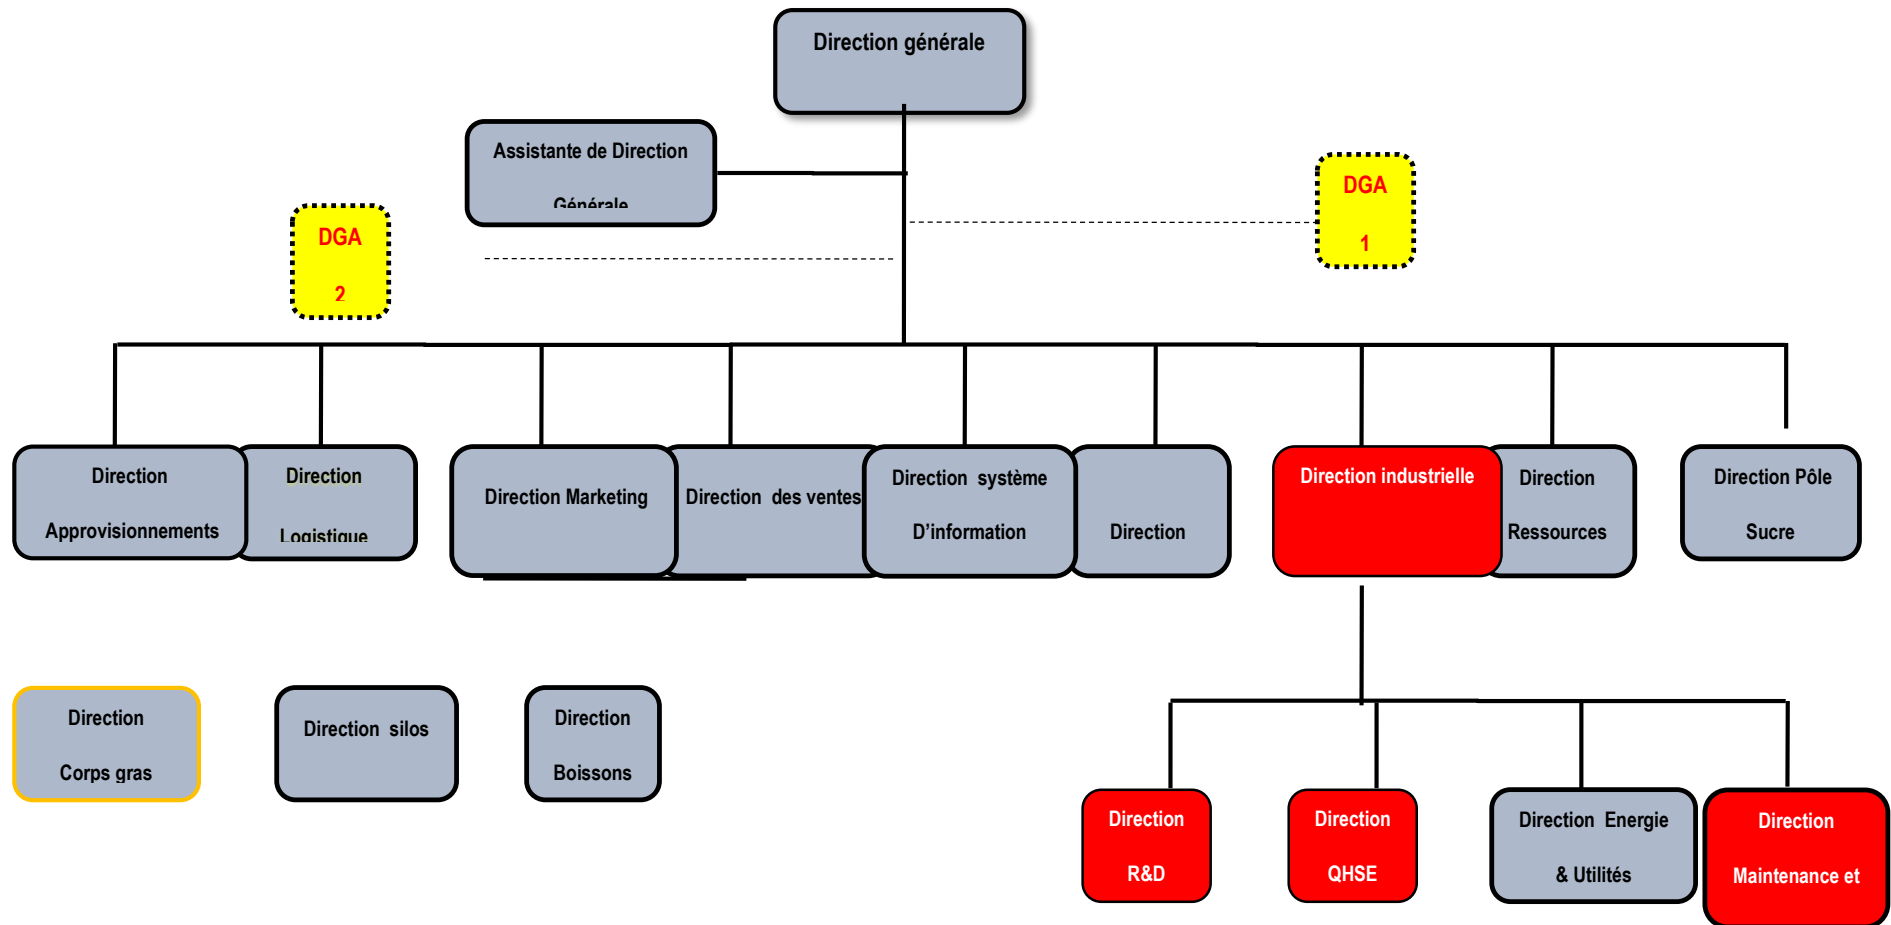 Direction générale
Assistante de Direction
Générale
DGA
1
DGA
2
Direction
Approvisionnements
Direction
Logistique
Direction Marketing
Direction des ventes
Direction système
D’information
Direction
Direction industrielle
Direction
Ressources
Direction Pôle
Sucre
Direction
Corps gras
Direction silos
Direction
Boissons
Direction
R&D
Direction
QHSE
Direction Energie
& Utilités
Direction
Maintenance et